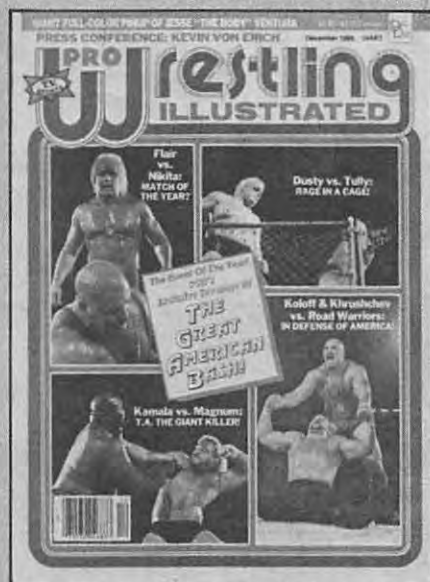 GIANT FULL-COLOR PINUP OF JESSE "THE BODY" VENTURA
PRESS CONFERENCE: KEVIN VON ERICH
December 1985
PRO
Wrestling
ILLUSTRATED
Flair
vs.
Nikita:
MATCH OF
THE YEAR?
Dusty vs. Tully:
RAGE IN A CAGE!
The Event Of The Year!
PWI's
Exclusive Coverage Of
THE
GREAT
AMERICAN
BASH!
Koloff & Khrushchev
vs. Road Warriors:
IN DEFENSE OF AMERICA!
Kamala vs. Magnum:
T.A. THE GIANT KILLER!